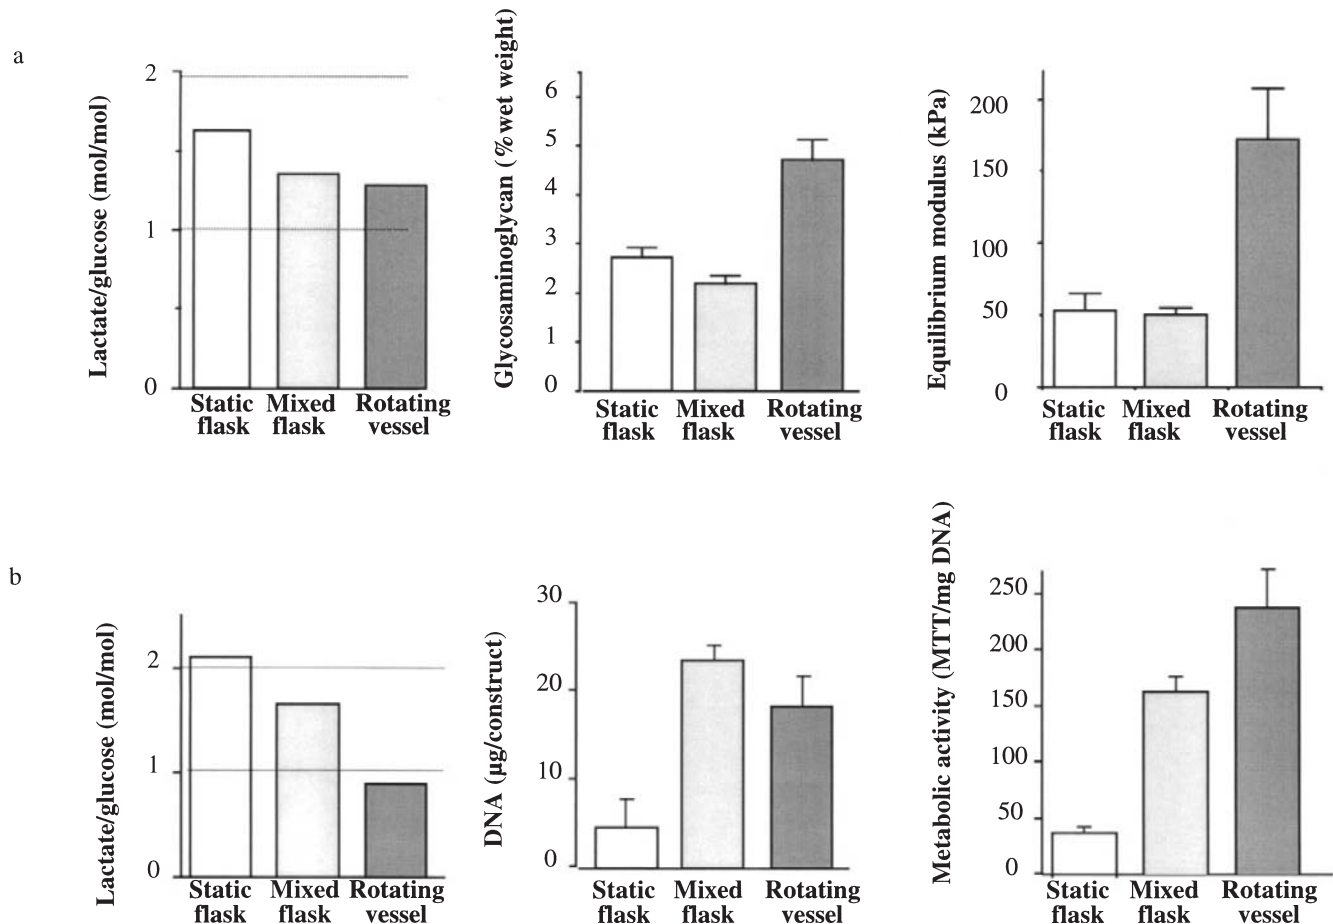 a
Lactate/glucose (mol/mol)
2
1
0
Static
flask
Mixed
flask
Rotating
vessel
Glycosaminoglycan (% wet weight)
6
5
4
3
2
1
0
Static
flask
Mixed
flask
Rotating
vessel
Equilibrium modulus (kPa)
200
150
100
50
0
Static
flask
Mixed
flask
Rotating
vessel
b
Lactate/glucose (mol/mol)
2
1
0
Static
flask
Mixed
flask
Rotating
vessel
DNA (µg/construct)
30
20
10
0
Static
flask
Mixed
flask
Rotating
vessel
Metabolic activity (MTT/mg DNA)
250
200
150
100
50
0
Static
flask
Mixed
flask
Rotating
vessel